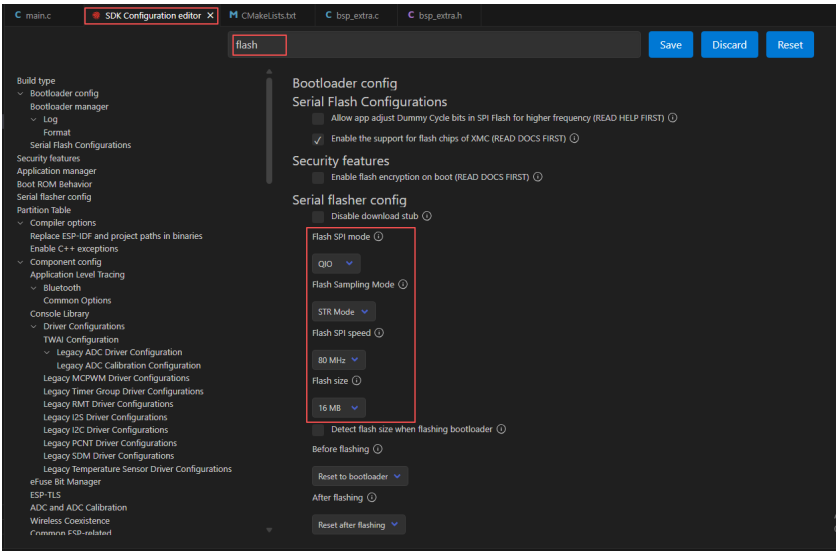 main.c
SDK Configuration editor
CMakeLists.txt
bsp_extra.c
bsp_extra.h
flash
Save
Discard
Reset
Build type
Bootloader config
Bootloader manager
Log
Format
Serial Flash Configurations
Security features
Application manager
Boot ROM Behavior
Serial flasher config
Partition Table
Compiler options
Replace ESP-IDF and project paths in binaries
Enable C++ exceptions
Component config
Application Level Tracing
Bluetooth
Common Options
Console Library
Driver Configurations
TWAI Configuration
Legacy ADC Driver Configuration
Legacy ADC Calibration Configuration
Legacy MCPWM Driver Configurations
Legacy Timer Group Driver Configurations
Legacy RMT Driver Configurations
Legacy I2S Driver Configurations
Legacy I2C Driver Configurations
Legacy PCNT Driver Configurations
Legacy SDM Driver Configurations
Legacy Temperature Sensor Driver Configurations
eFuse Bit Manager
ESP-TLS
ADC and ADC Calibration
Wireless Coexistence
Common ESP-related
Bootloader config
Serial Flash Configurations
Allow app adjust Dummy Cycle bits in SPI Flash for higher frequency (READ HELP FIRST)
Enable the support for flash chips of XMC (READ DOCS FIRST)
Security features
Enable flash encryption on boot (READ DOCS FIRST)
Serial flasher config
Disable download stub
Flash SPI mode
QIO
Flash Sampling Mode
STR Mode
Flash SPI speed
80 MHz
Flash size
16 MB
Detect flash size when flashing bootloader
Before flashing
Reset to bootloader
After flashing
Reset after flashing